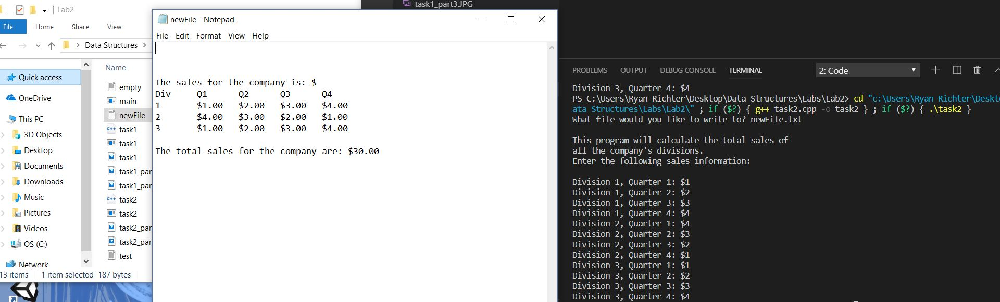 Lab2
File Home Share View
Data Structures
Name
Quick access
OneDrive
This PC
3D Objects
Desktop
Documents
Downloads
Music
Pictures
Videos
OS (C:)
Network
empty
main
newFile
task1
task1
task1
task1_par
task1_par
task2
task2
task2_par
task2_par
test
13 items 1 item selected 187 bytes
newFile - Notepad
File Edit Format View Help
The sales for the company is: $
Div Q1 Q2 Q3 Q4
1 $1.00 $2.00 $3.00 $4.00
2 $4.00 $3.00 $2.00 $1.00
3 $1.00 $2.00 $3.00 $4.00
The total sales for the company are: $30.00
task1_part3.JPG
PROBLEMS OUTPUT DEBUG CONSOLE TERMINAL 2: Code
Division 3, Quarter 4: $4
PS C:\Users\Ryan Richter\Desktop\Data Structures\Labs\Lab2> cd "c:\Users\Ryan Richter\Deskto
ata Structures\Labs\Lab2\" ; if ($?) { g++ task2.cpp -o task2 } ; if ($?) { .\task2 }
What file would you like to write to? newFile.txt
This program will calculate the total sales of
all the company's divisions.
Enter the following sales information:
Division 1, Quarter 1: $1
Division 1, Quarter 2: $2
Division 1, Quarter 3: $3
Division 1, Quarter 4: $4
Division 2, Quarter 1: $4
Division 2, Quarter 2: $3
Division 2, Quarter 3: $2
Division 2, Quarter 4: $1
Division 3, Quarter 1: $1
Division 3, Quarter 2: $2
Division 3, Quarter 3: $3
Division 3, Quarter 4: $4